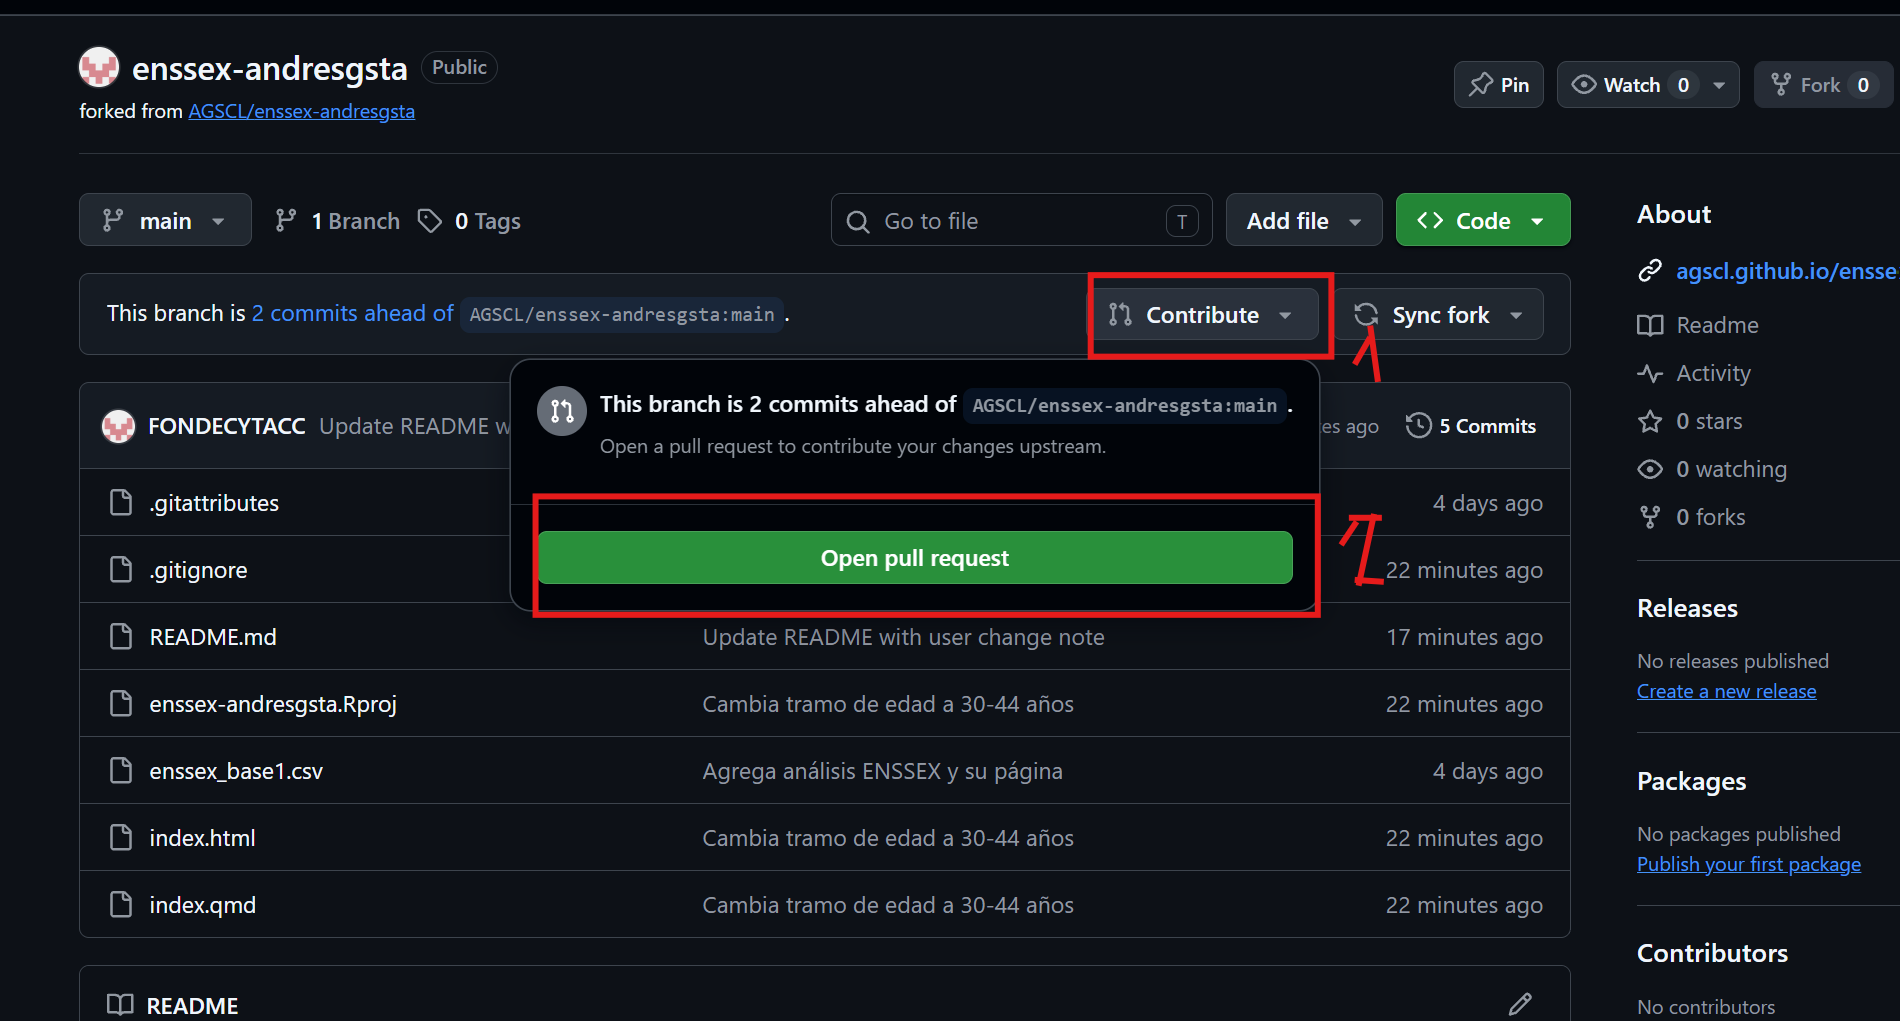 enssex-andresgsta Public
forked from AGSCL/enssex-andresgsta
Pin
Watch 0
Fork 0
main
1 Branch
0 Tags
Go to file
T
Add file
Code
This branch is 2 commits ahead of AGSCL/enssex-andresgsta:main .
Contribute
Sync fork
1
This branch is 2 commits ahead of AGSCL/enssex-andresgsta:main .
Open a pull request to contribute your changes upstream.
Open pull request
2
FONDECYTACC Update README w
es ago
5 Commits
.gitattributes
4 days ago
.gitignore
22 minutes ago
README.md Update README with user change note 17 minutes ago
enssex-andresgsta.Rproj Cambia tramo de edad a 30-44 años 22 minutes ago
enssex_base1.csv Agrega análisis ENSSEX y su página 4 days ago
index.html Cambia tramo de edad a 30-44 años 22 minutes ago
index.qmd Cambia tramo de edad a 30-44 años 22 minutes ago
README
About
agscl.github.io/ensse
Readme
Activity
0 stars
0 watching
0 forks
Releases
No releases published
Create a new release
Packages
No packages published
Publish your first package
Contributors
No contributors